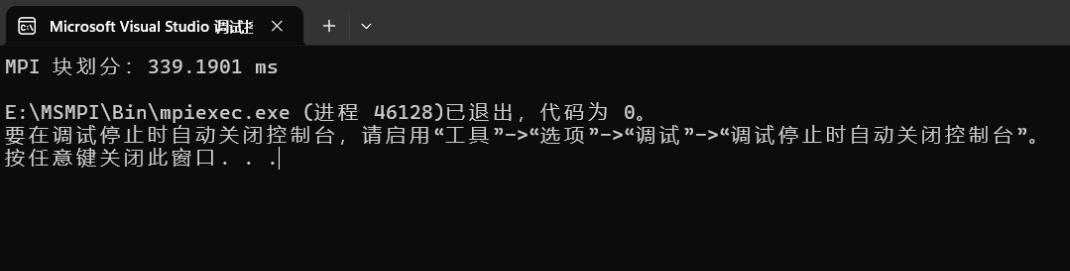 Microsoft Visual Studio 调试
MPI 块划分: 339.1901 ms
E:\MSMPI\Bin\mpiexec.exe (进程 46128)已退出，代码为 0。
要在调试停止时自动关闭控制台，请启用“工具”->“选项”->“调试”->“调试停止时自动关闭控制台”。
按任意键关闭此窗口. . .